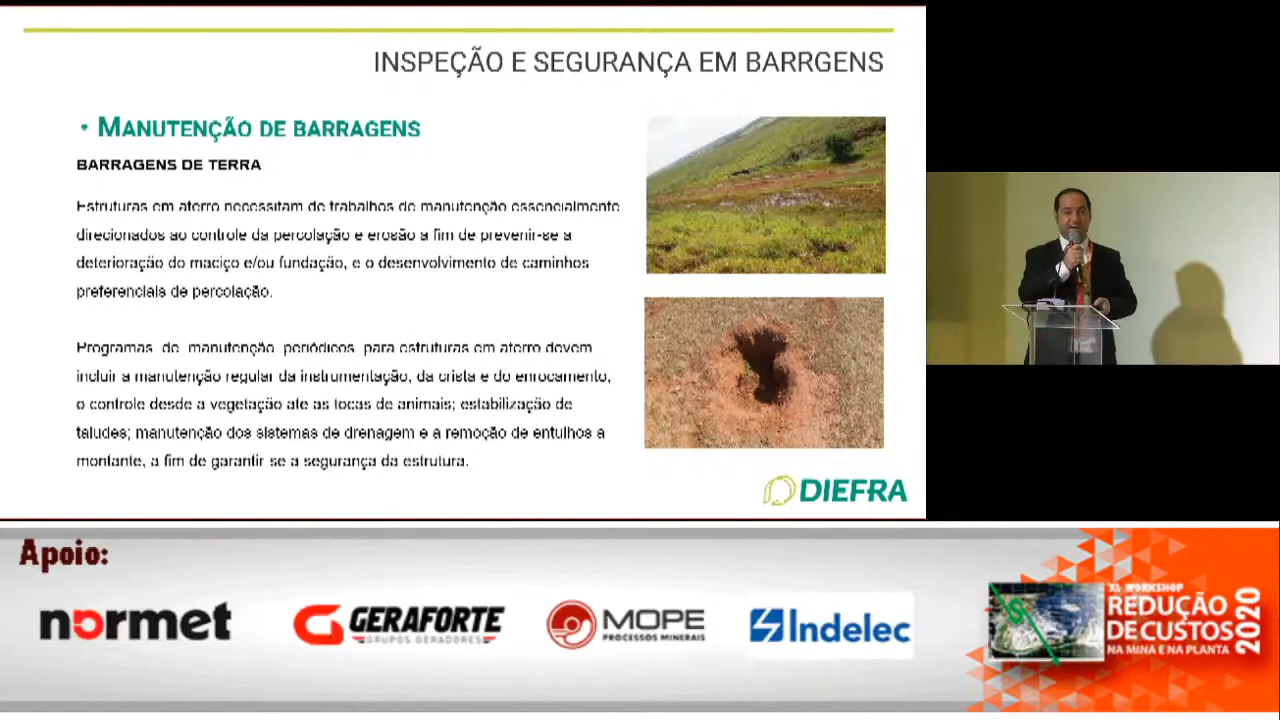 INSPEÇÃO E SEGURANÇA EM BARRGENS
• MANUTENÇÃO DE BARRAGENS
BARRAGENS DE TERRA
Estruturas em aterro necessitam de trabalhos de manutenção essencialmente
direcionados ao controle da percolação e erosão a fim de prevenir-se a
deterioração do maciço e/ou fundação, e o desenvolvimento de caminhos
preferenciais de percolação.
Programas de manutenção periódicos para estruturas em aterro devem
incluir a manutenção regular da instrumentação, da crista e do enrocamento,
o controle desde a vegetação ate as tocas de animais; estabilização de
taludes; manutenção dos sistemas de drenagem e a remoção de entulhos a
montante, a fim de garantir se a segurança da estrutura.
DIEFRA
Apoio:
normet
GERAFORTE
GRUPOS GERADORES
MOPE
PROCESSOS MINERAIS
Indelec
XI WORKSHOP
REDUÇÃO
DE CUSTOS
NA MINA E NA PLANTA
2020